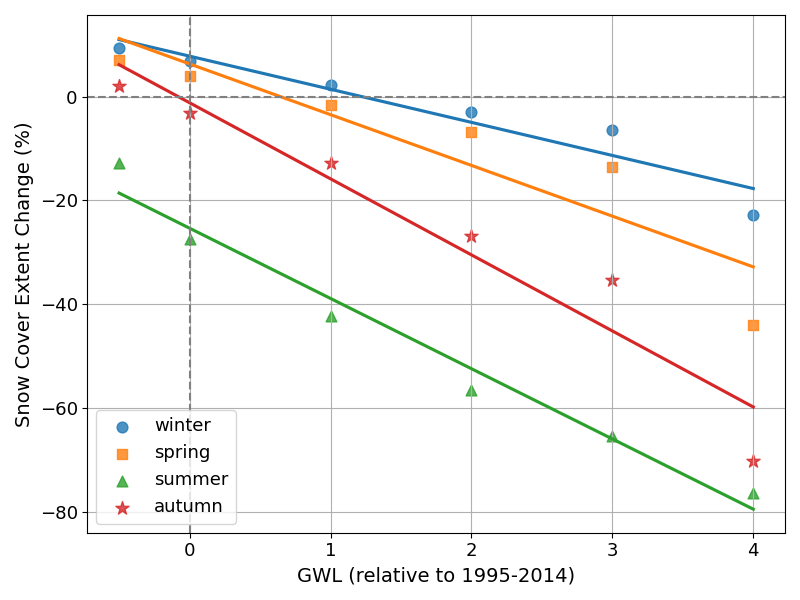 Snow Cover Extent Change (%)
0
−20
−40
−60
−80
winter
spring
summer
autumn
0 1 2 3 4
GWL (relative to 1995-2014)